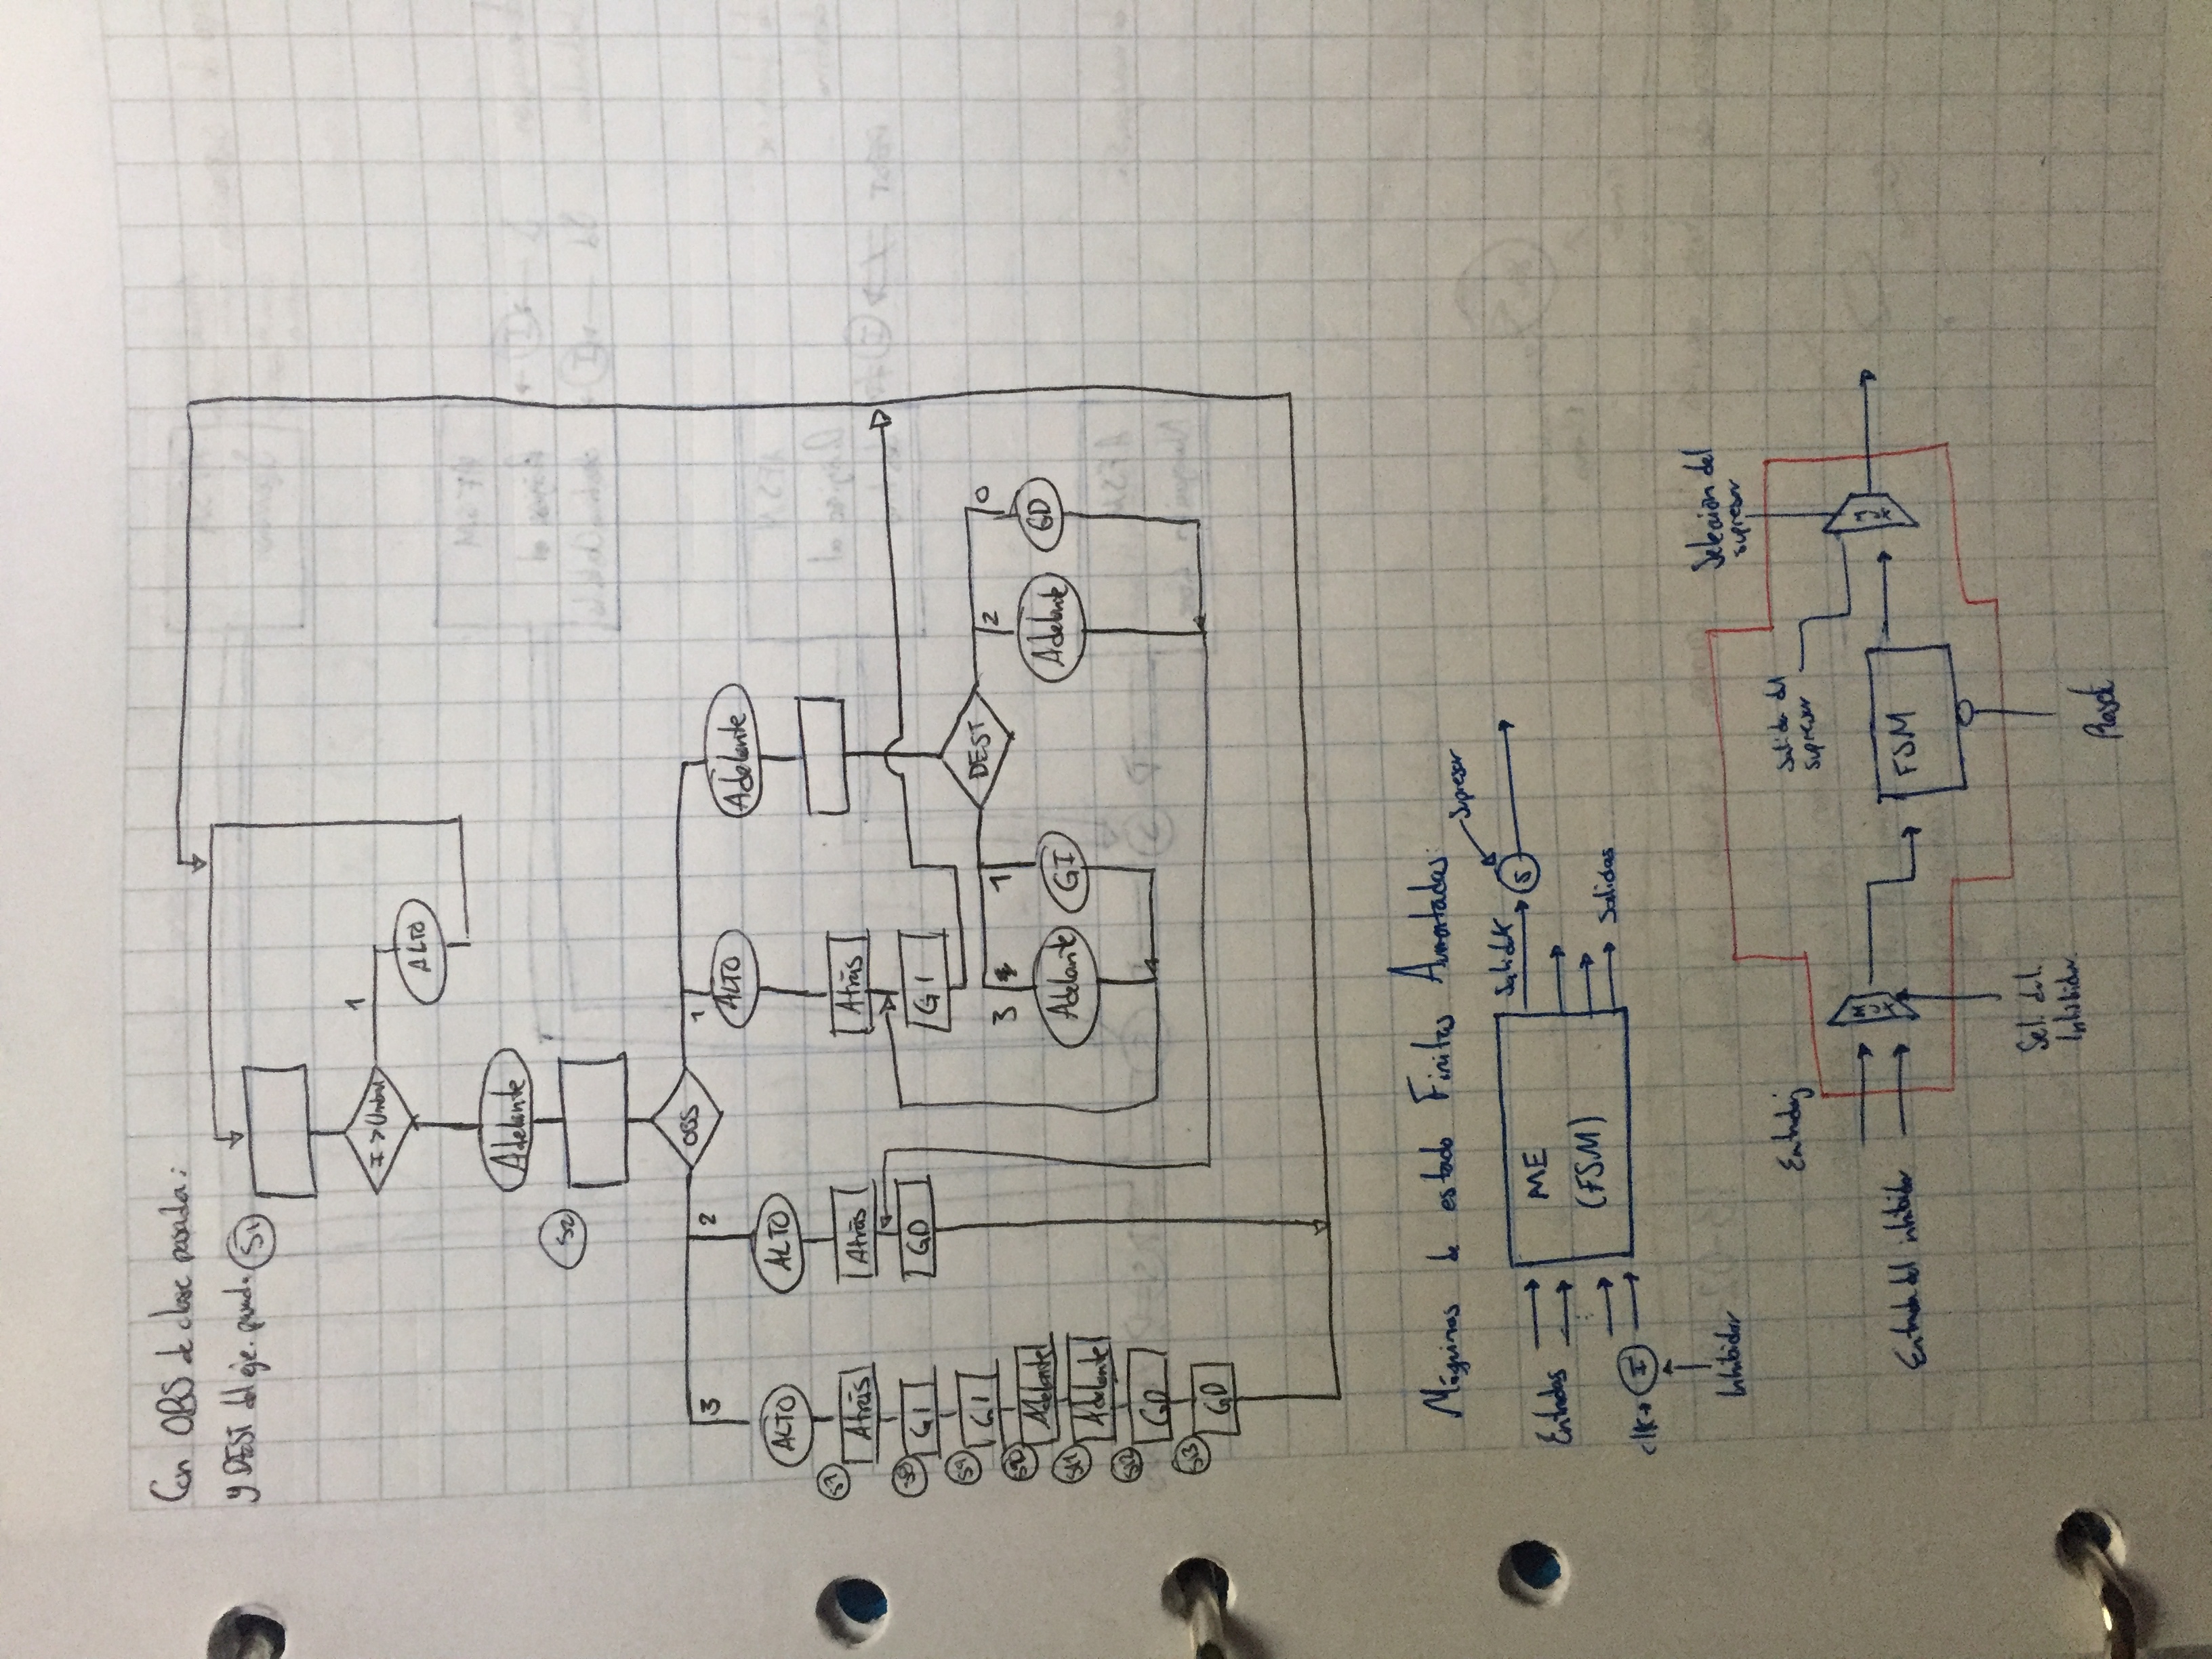 Con OBS de clase pasada:
y DEST del eje. pasado
S1
I > Umbral
1
ALTO
Adelante
S2
OBS
3
2
1
ALTO
ALTO
ALTO
Adelante
S7
Atrás
Atrás
Atrás
S8
GI
GD
GI
S9
GI
DEST
3
1
2
0
S10
Adelante
Adelante
GI
Adelante
GD
S11
Adelante
S12
GD
S13
GD
Máquinas de estado Finitas Aumentadas:
Supresor
Salidak
S
Entradas
ME
(FSM)
Salidas
clk
I
Inhibidor
Selecion del
supresor
Entradaj
Salida del
supresor
MUX
MUX
Entrada del inhibidor
FSM
Sel. del.
Inhibidor
Reset